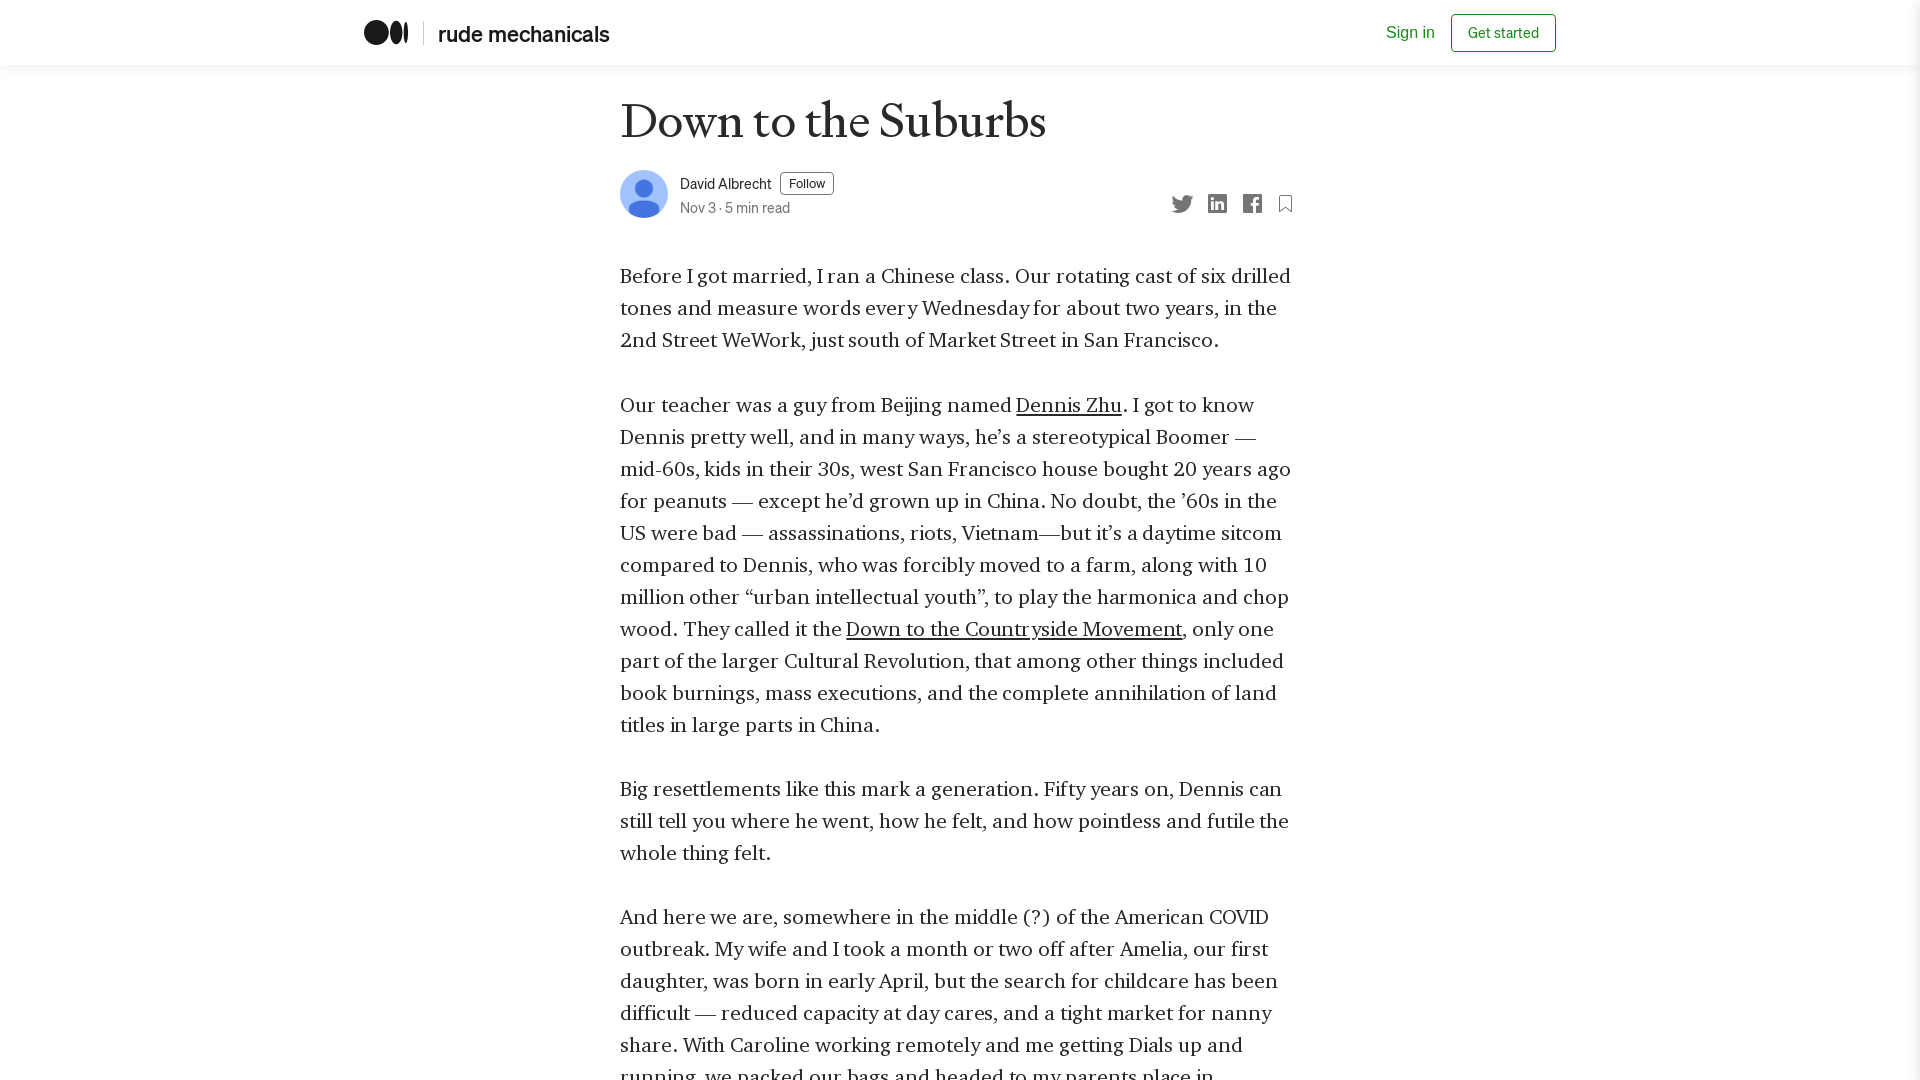 rude mechanicals
Sign in
Get started
Down to the Suburbs
David Albrecht
Follow
Nov 3 · 5 min read
Before I got married, I ran a Chinese class. Our rotating cast of six drilled
tones and measure words every Wednesday for about two years, in the
2nd Street WeWork, just south of Market Street in San Francisco.
Our teacher was a guy from Beijing named Dennis Zhu. I got to know
Dennis pretty well, and in many ways, he’s a stereotypical Boomer —
mid-60s, kids in their 30s, west San Francisco house bought 20 years ago
for peanuts — except he’d grown up in China. No doubt, the ’60s in the
US were bad — assassinations, riots, Vietnam—but it’s a daytime sitcom
compared to Dennis, who was forcibly moved to a farm, along with 10
million other “urban intellectual youth”, to play the harmonica and chop
wood. They called it the Down to the Countryside Movement, only one
part of the larger Cultural Revolution, that among other things included
book burnings, mass executions, and the complete annihilation of land
titles in large parts in China.
Big resettlements like this mark a generation. Fifty years on, Dennis can
still tell you where he went, how he felt, and how pointless and futile the
whole thing felt.
And here we are, somewhere in the middle (?) of the American COVID
outbreak. My wife and I took a month or two off after Amelia, our first
daughter, was born in early April, but the search for childcare has been
difficult — reduced capacity at day cares, and a tight market for nanny
share. With Caroline working remotely and me getting Dials up and
running, we packed our bags and headed to my parents place in